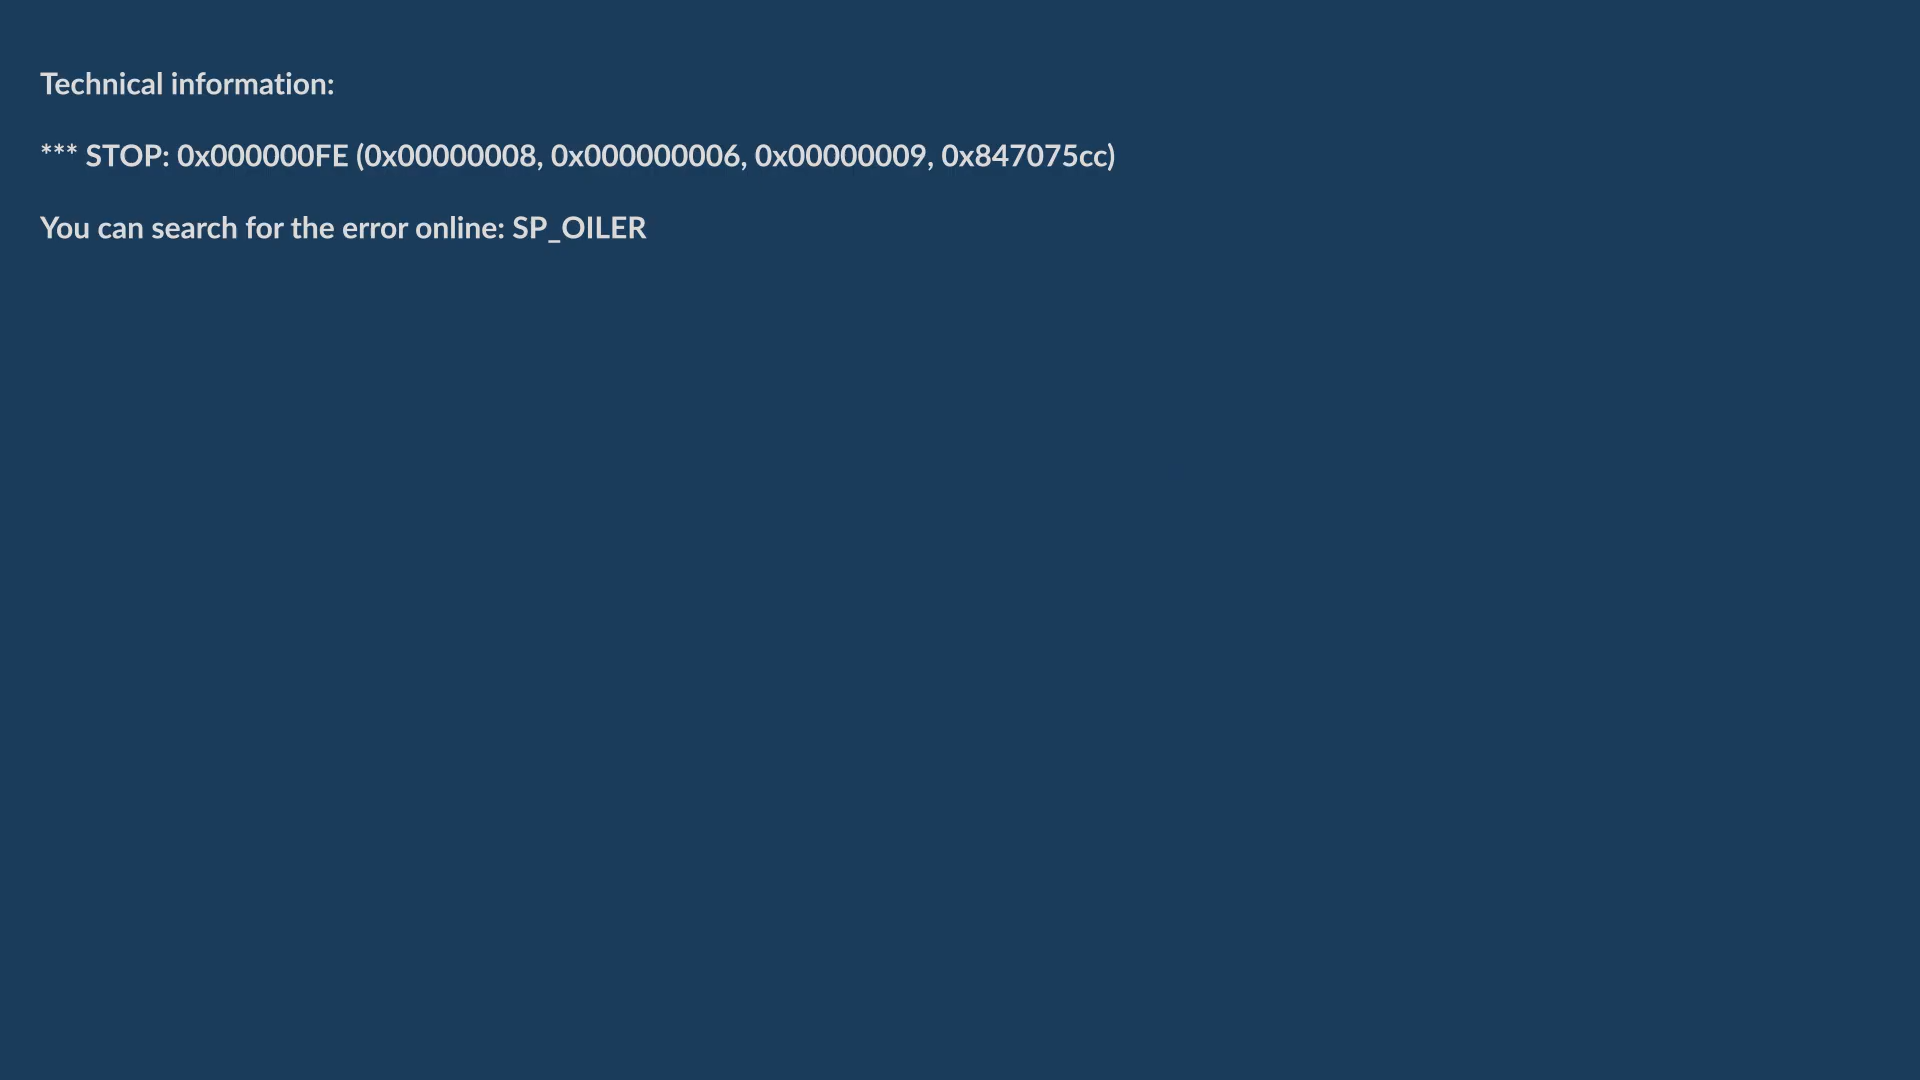 Technical information:
*** STOP: 0x000000FE (0x00000008, 0x000000006, 0x00000009, 0x847075cc)
You can search for the error online: SP_OILER